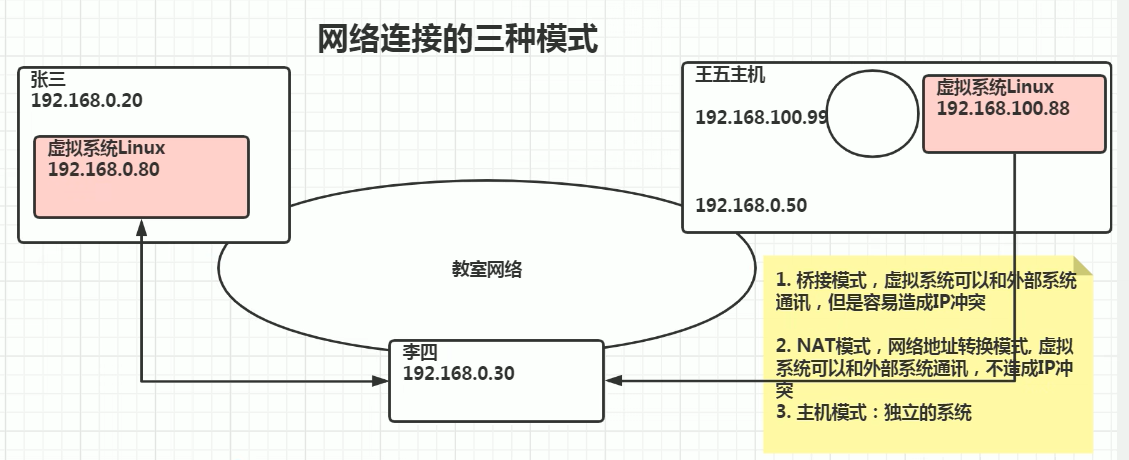 网络连接的三种模式
张三
192.168.0.20
虚拟系统Linux
192.168.0.80
王五主机
192.168.100.99
虚拟系统Linux
192.168.100.88
192.168.0.50
教室网络
李四
192.168.0.30
1. 桥接模式，虚拟系统可以和外部系统
通讯，但是容易造成IP冲突
2. NAT模式，网络地址转换模式, 虚拟
系统可以和外部系统通讯，不造成IP冲
突
3. 主机模式：独立的系统